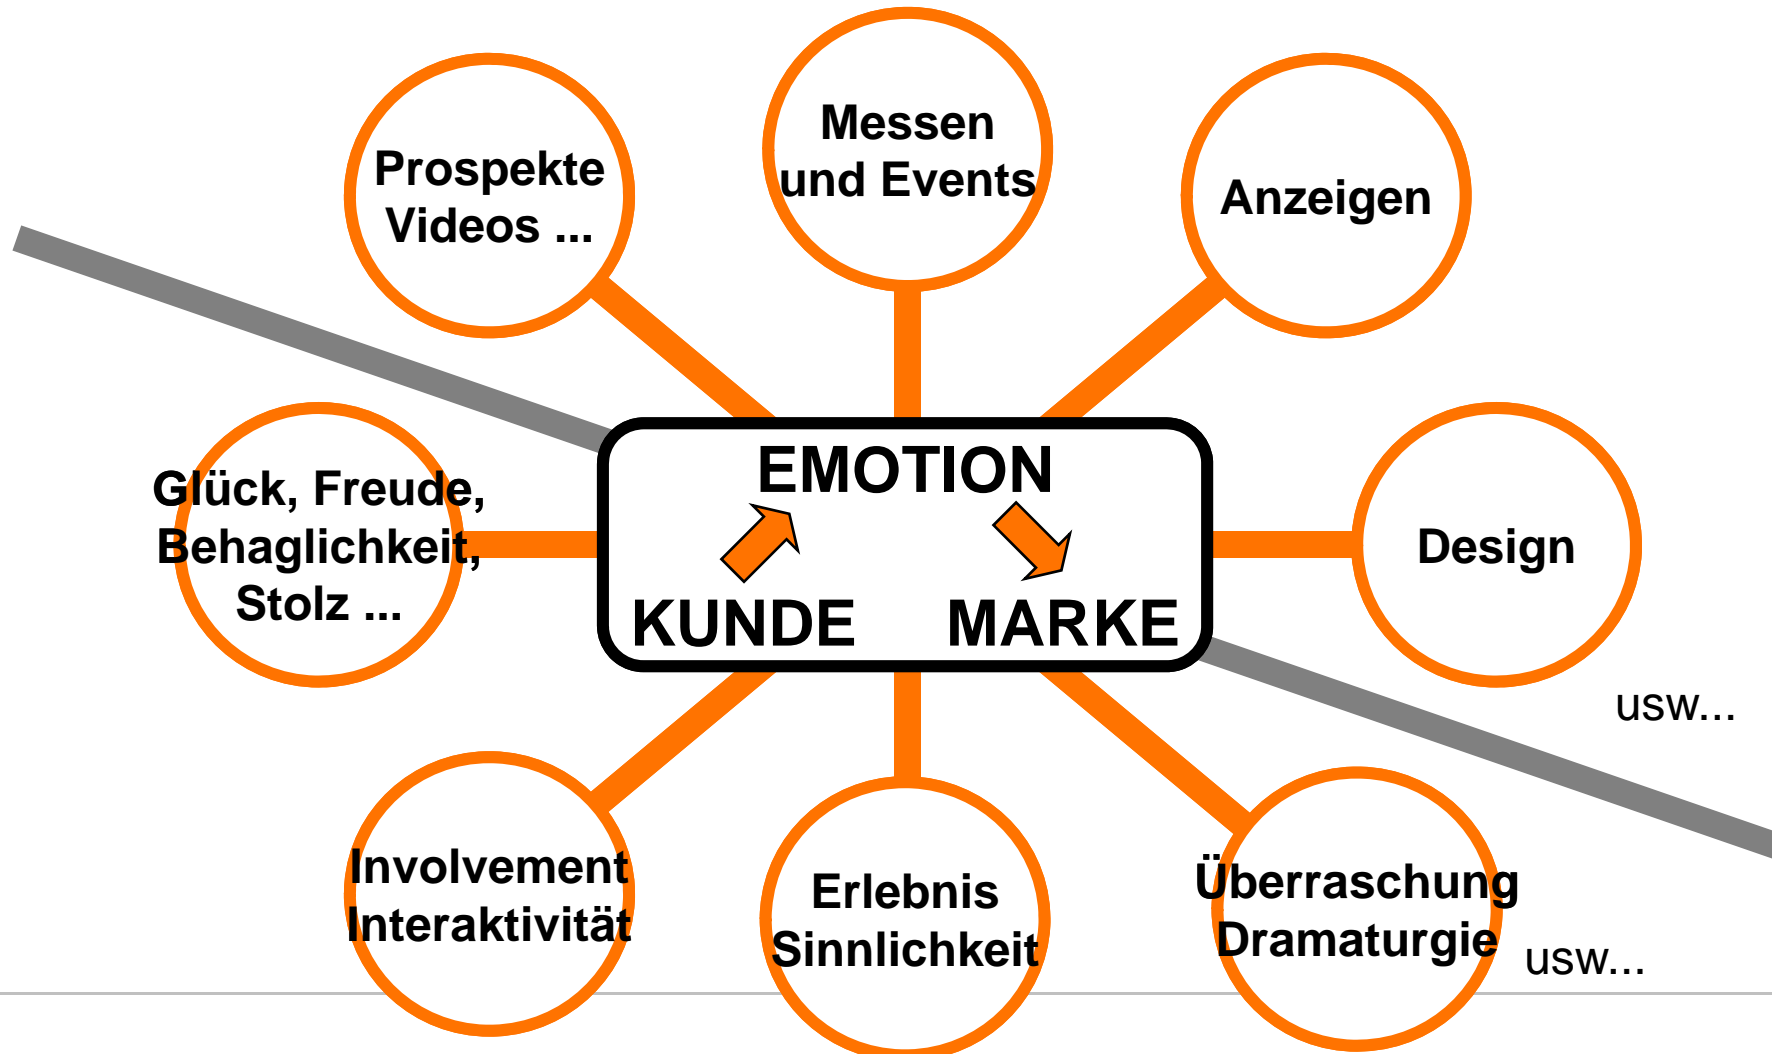 Messen
und Events
Prospekte
Videos ...
Anzeigen
EMOTION
KUNDE MARKE
Glück, Freude,
Behaglichkeit,
Stolz ...
Design
usw...
Involvement
Interaktivität
Erlebnis
Sinnlichkeit
Überraschung
Dramaturgie
usw...